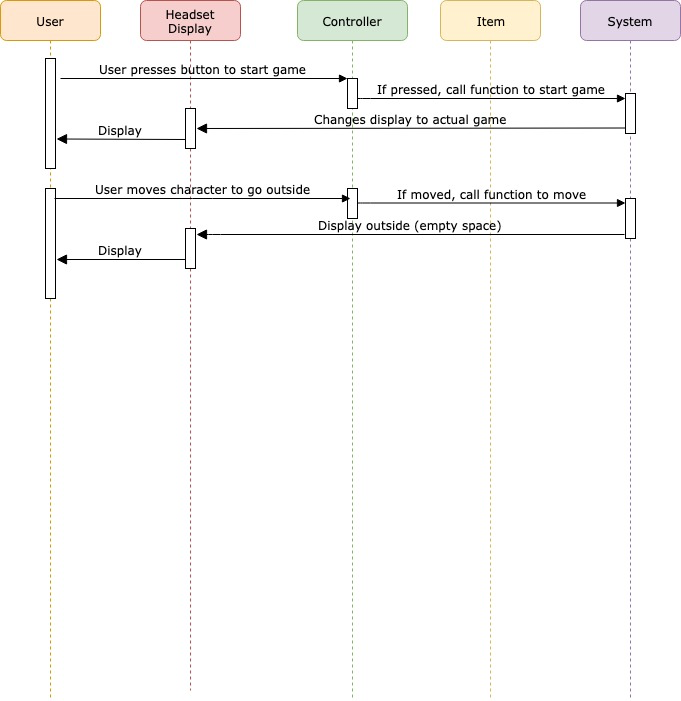 User
Headset
Display
Controller
Item
System
User presses button to start game
If pressed, call function to start game
Changes display to actual game
Display
User moves character to go outside
If moved, call function to move
Display outside (empty space)
Display